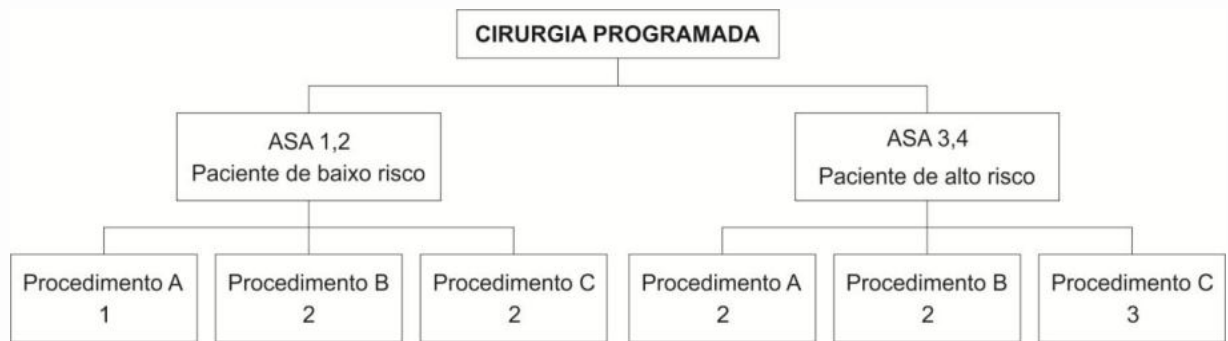 CIRURGIA PROGRAMADA
ASA 1,2
Paciente de baixo risco
ASA 3,4
Paciente de alto risco
Procedimento A
1
Procedimento B
2
Procedimento C
2
Procedimento A
2
Procedimento B
2
Procedimento C
3